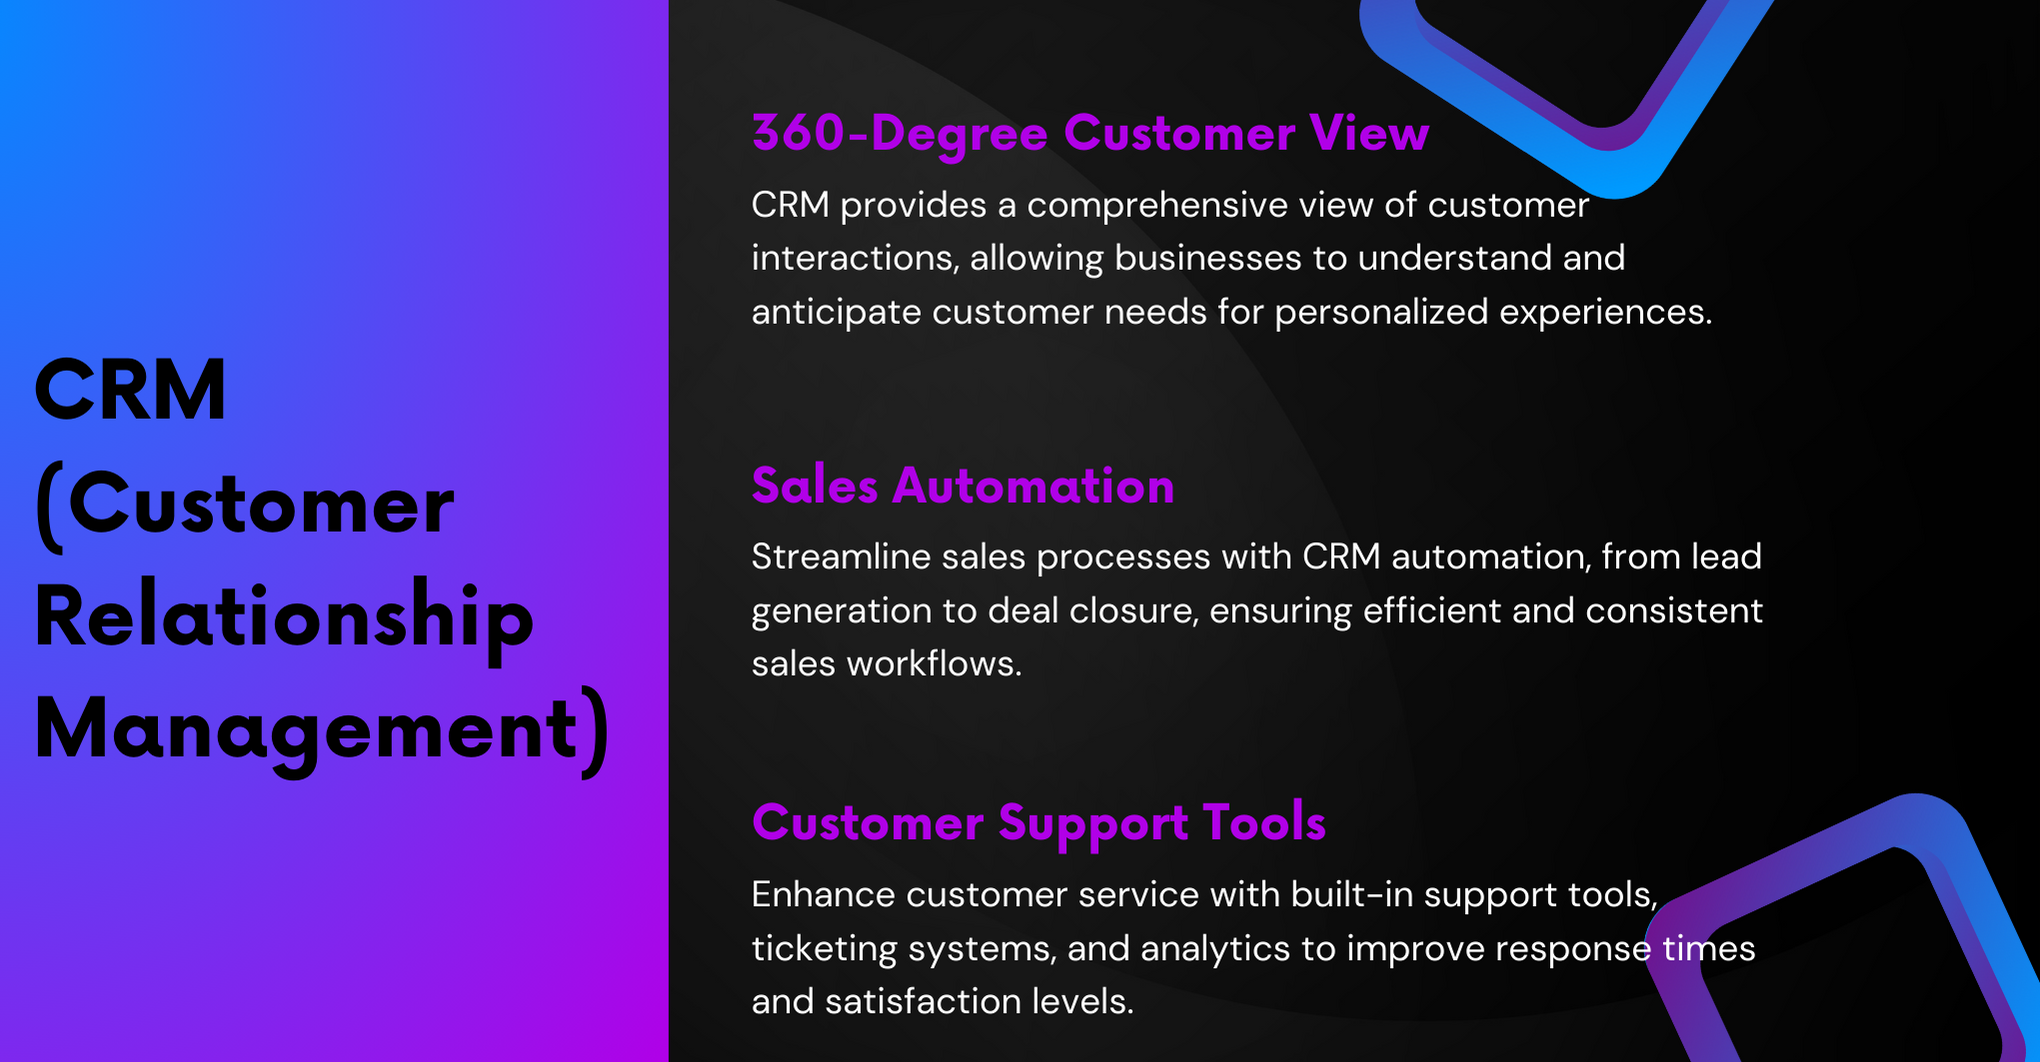 CRM
(Customer
Relationship
Management)
360-Degree Customer View
CRM provides a comprehensive view of customer
interactions, allowing businesses to understand and
anticipate customer needs for personalized experiences.
Sales Automation
Streamline sales processes with CRM automation, from lead
generation to deal closure, ensuring efficient and consistent
sales workflows.
Customer Support Tools
Enhance customer service with built-in support tools,
ticketing systems, and analytics to improve response times
and satisfaction levels.